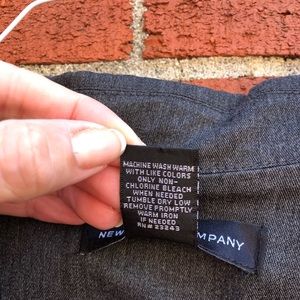 MACHINE WASH WARM
WITH LIKE COLORS
ONLY NON-
CHLORINE BLEACH
WHEN NEEDED
TUMBLE DRY LOW
REMOVE PROMPTLY
WARM IRON
IF NEEDED
RN# 23243
NEW MPANY